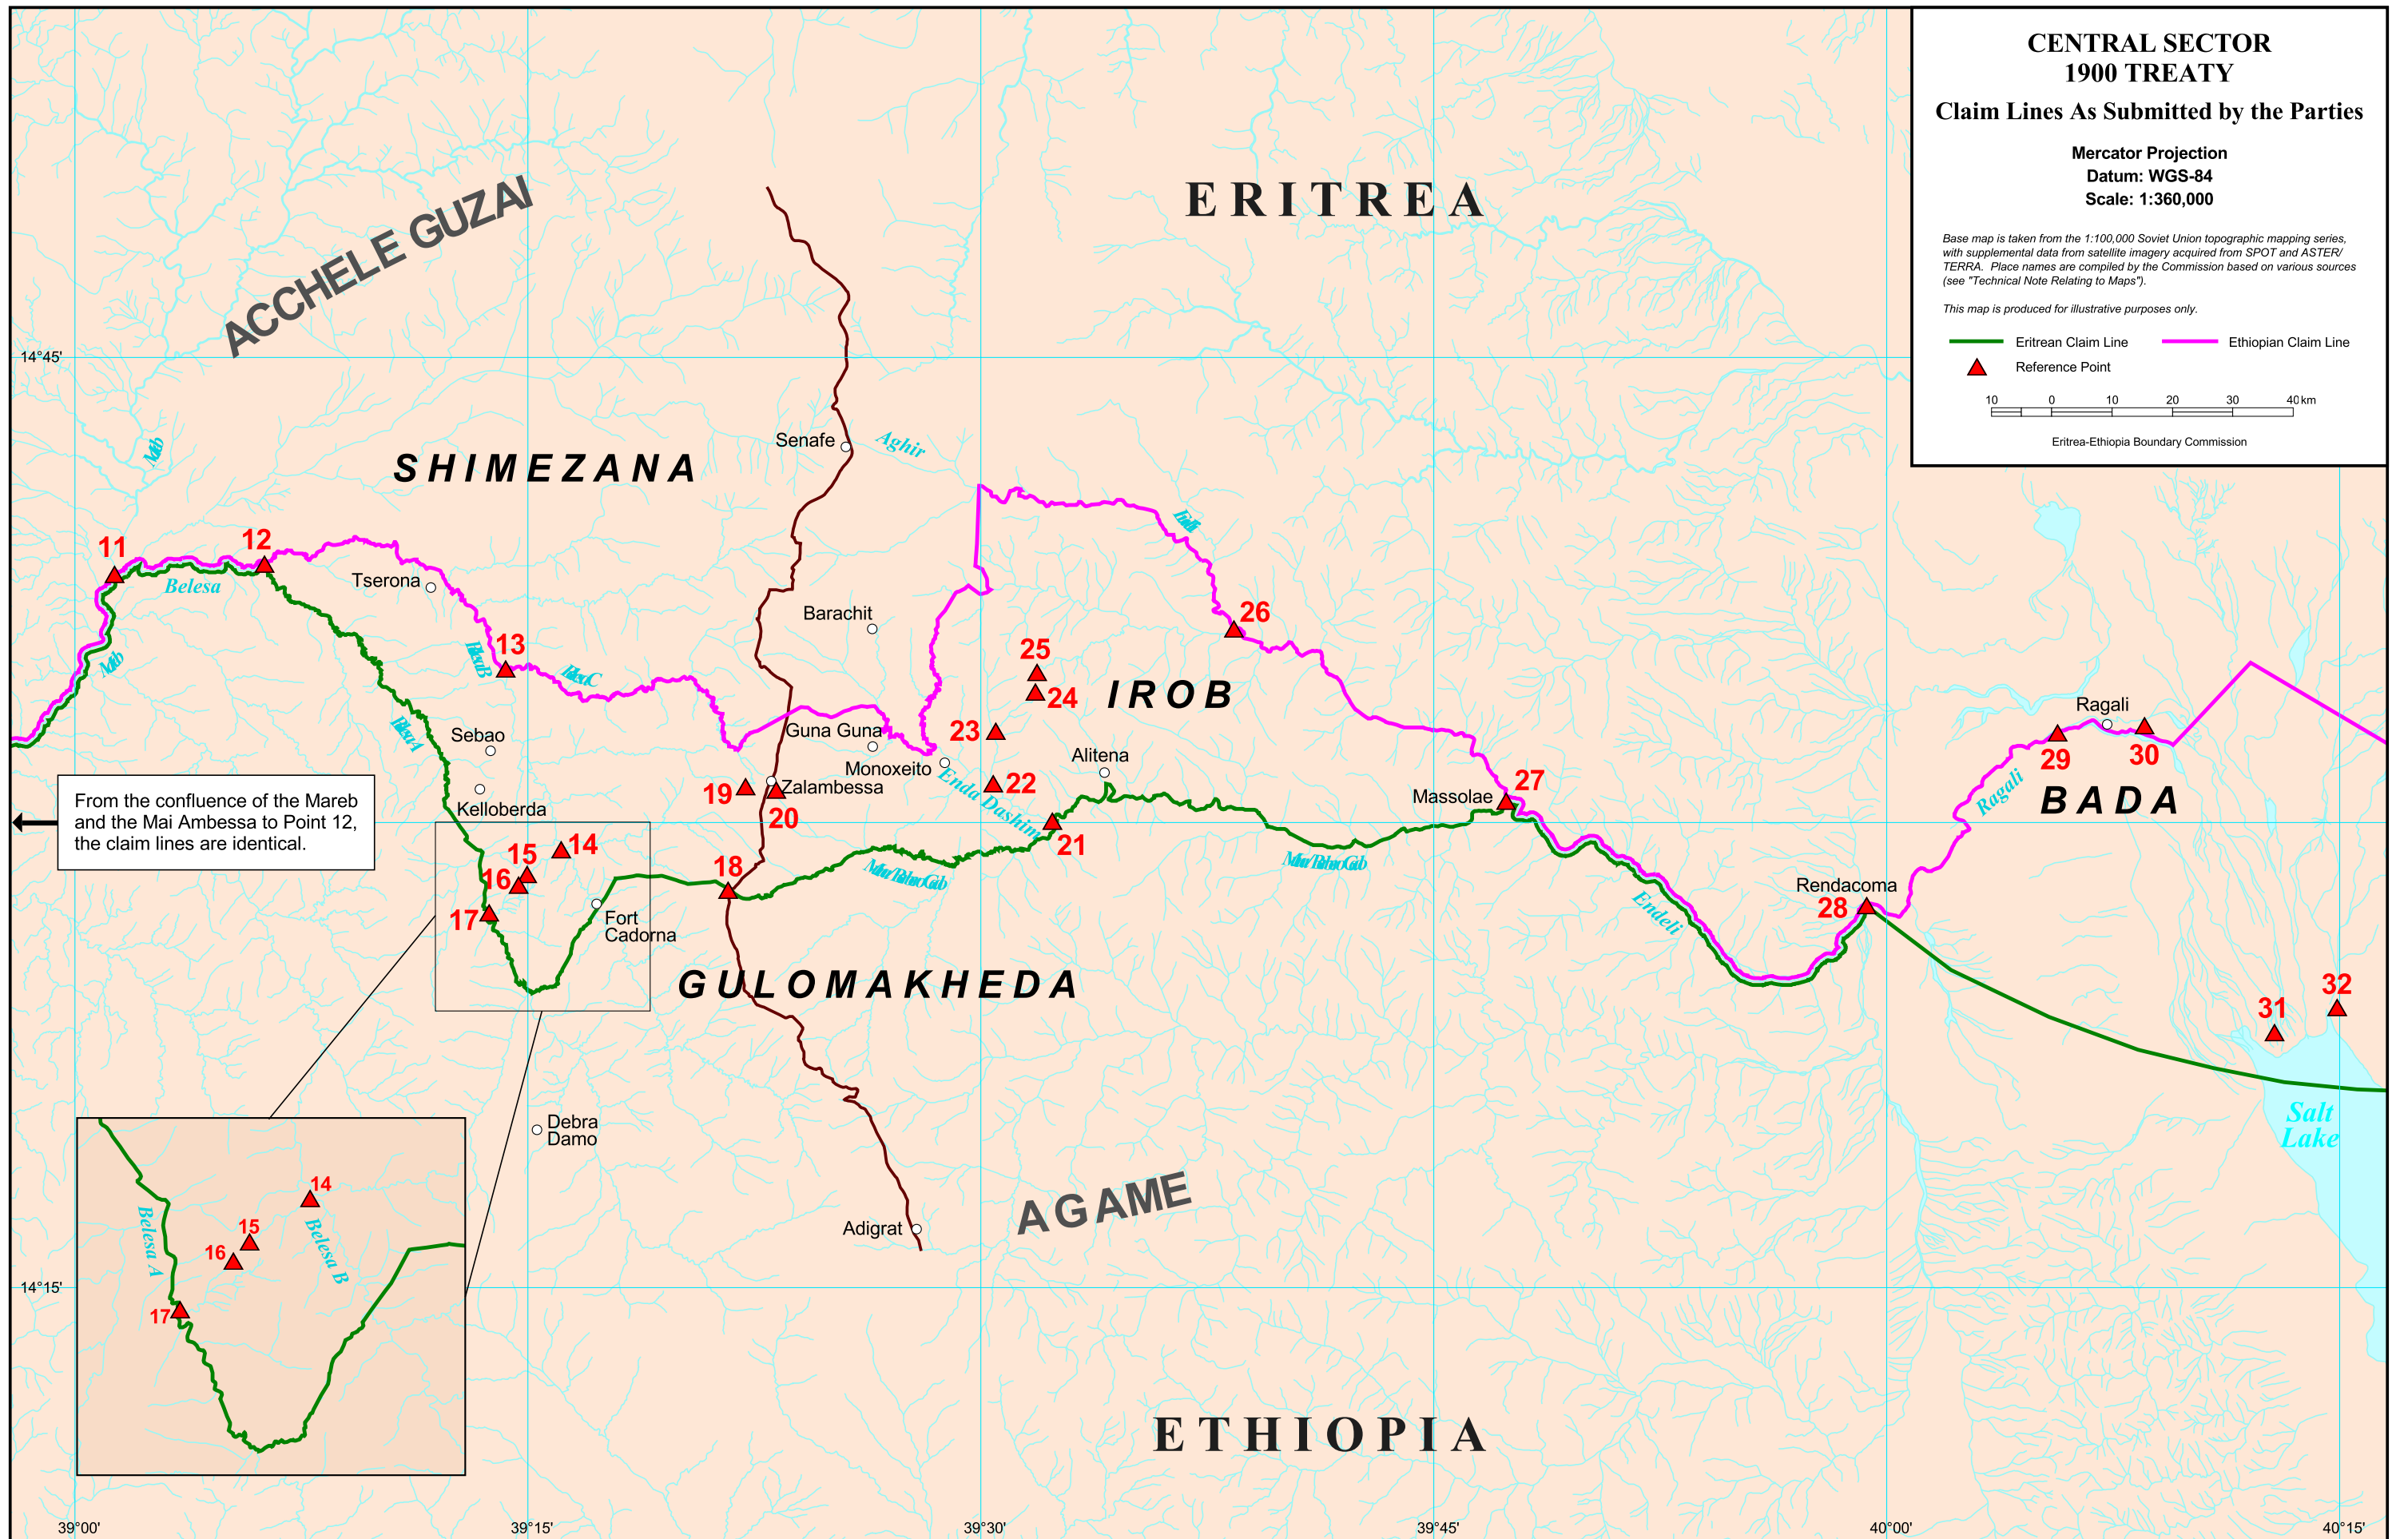 CENTRAL SECTOR
1900 TREATY
Claim Lines As Submitted by the Parties
Mercator Projection
Datum: WGS-84
Scale: 1:360,000
Base map is taken from the 1:100,000 Soviet Union topographic mapping series,
with supplemental data from satellite imagery acquired from SPOT and ASTER/
TERRA. Place names are compiled by the Commission based on various sources
(see "Technical Note Relating to Maps").
This map is produced for illustrative purposes only.
Eritrean Claim Line
Ethiopian Claim Line
Reference Point
10 0 10 20 30 40 km
Eritrea-Ethiopia Boundary Commission
ERITREA
ACCHELE GUZAI
14°45'
Senafe
Aghir
SHIMEZANA
11
12
Belesa
Tserona
Barachit
13
26
25
24
IROB
23
Guna Guna
Sebao
Monoxeito
Alitena
Enda Dashim
22
19
Zalambessa
20
Kelloberda
21
Massolae
27
Ragali
29
30
Ragali
BADA
From the confluence of the Mareb
and the Mai Ambessa to Point 12,
the claim lines are identical.
14
15
16
17
18
Fort
Cadorna
Endeli
Rendacoma
28
GULOMAKHEDA
31
32
Salt
Lake
Debra
Damo
AGAME
Adigrat
14
15
16
17
Belesa A
Belesa B
14°15'
ETHIOPIA
39°00'
39°15'
39°30'
39°45'
40°00'
40°15'